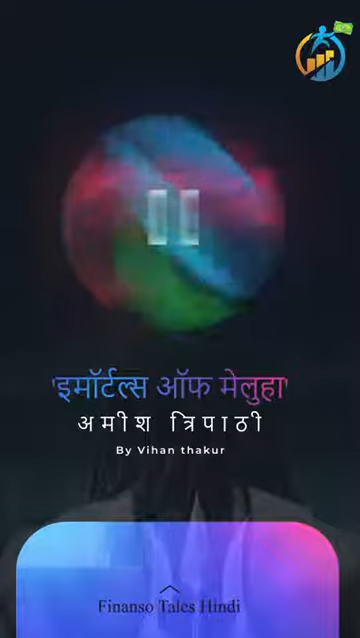 'इमॉर्टल्स ऑफ मेलुहा'
अमीश त्रिपाठी
By Vihan thakur
Finanso Tales Hindi